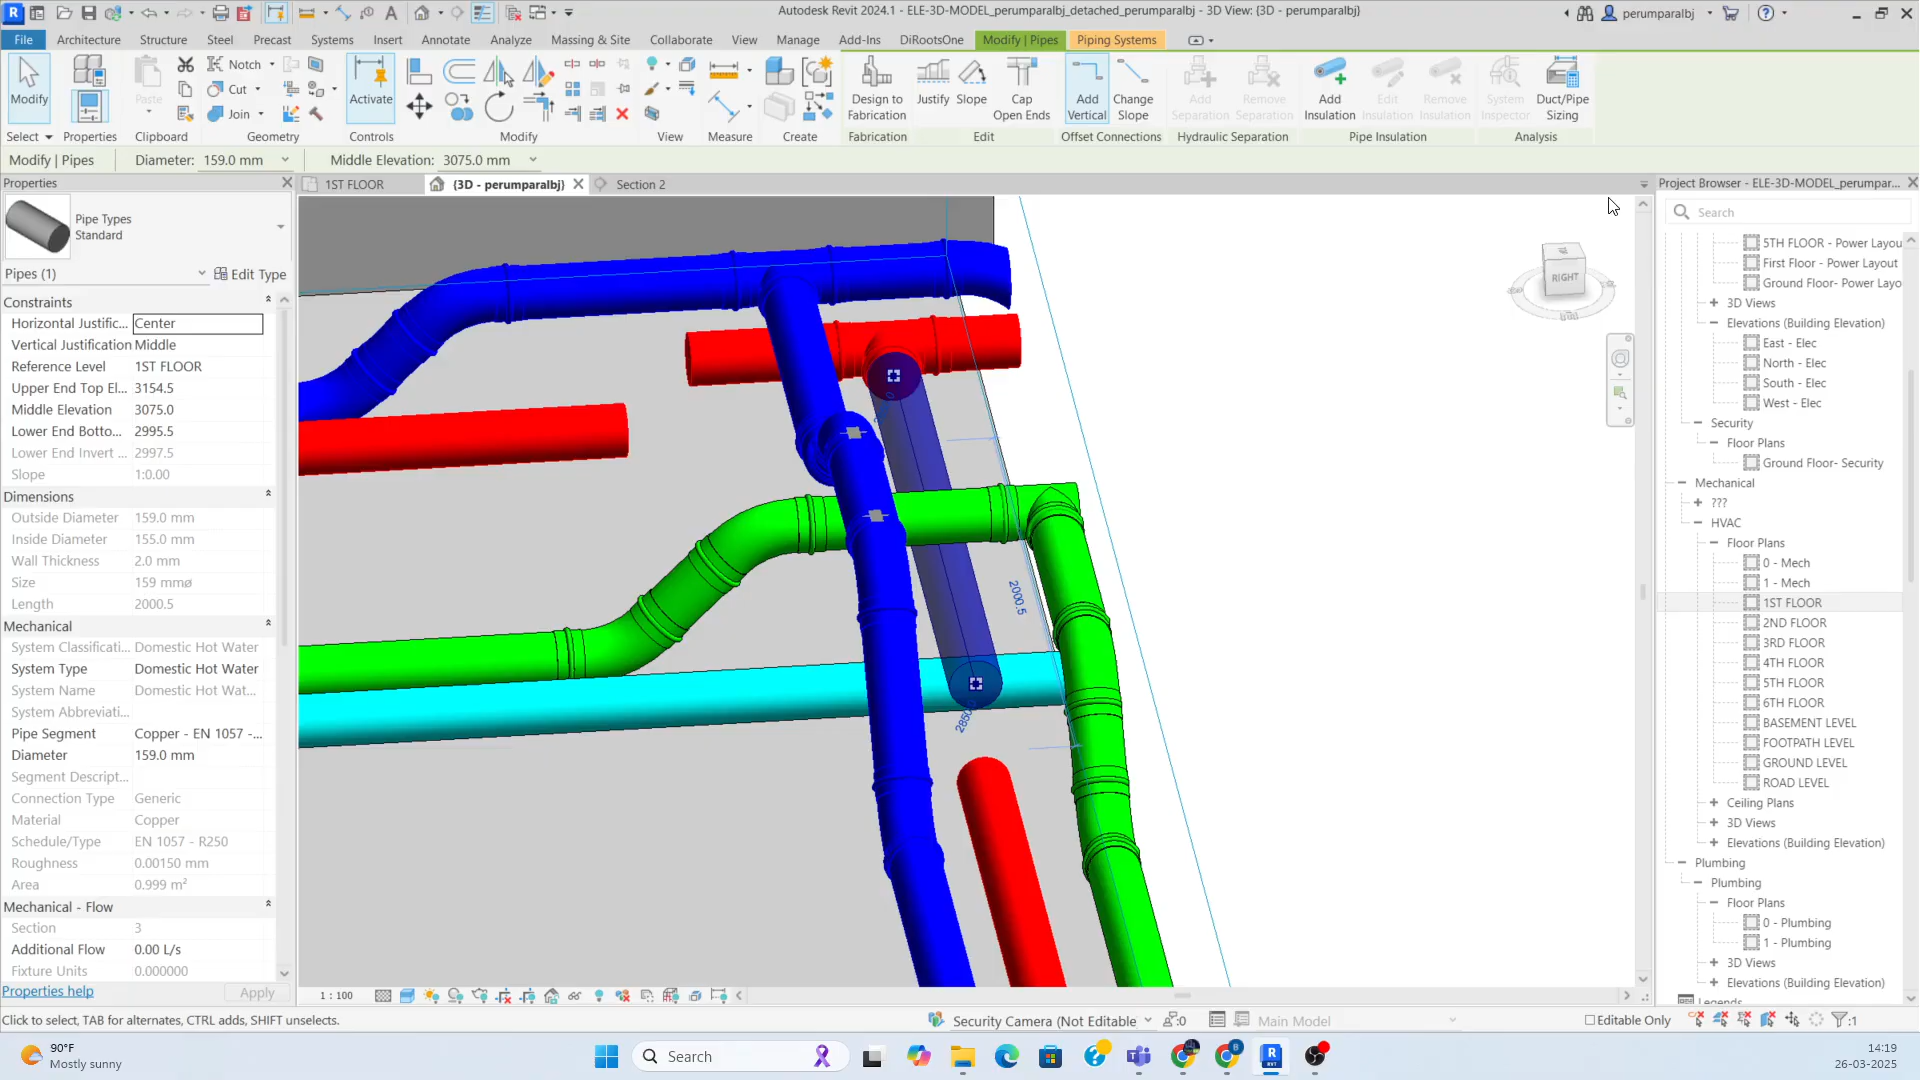 Autodesk Revit 2024.1 - ELE-3D-MODEL_perumparalbj_detached_perumparalbj - 3D View: {3D - perumparalbj}
perumparalbj
File Architecture Structure Steel Precast Systems Insert Annotate Analyze Massing & Site Collaborate View Manage Add-Ins DiRootsOne Modify | Pipes Piping Systems
Modify
Paste
Notch
Cut
Join
Activate
Design to Fabrication
Justify
Slope
Cap Open Ends
Add Vertical
Change Slope
Add Separation
Remove Separation
Add Insulation
Edit Insulation
Remove Insulation
System Inspector
Duct/Pipe Sizing
Select Properties Clipboard Geometry Controls Modify View Measure Create Fabrication Edit Offset Connections Hydraulic Separation Pipe Insulation Analysis
Modify | Pipes Diameter: 159.0 mm Middle Elevation: 3075.0 mm
Properties
1ST FLOOR {3D - perumparalbj} Section 2
Pipe Types
Standard
Pipes (1) Edit Type
Constraints
Horizontal Justific... Center
Vertical Justification Middle
Reference Level 1ST FLOOR
Upper End Top El... 3154.5
Middle Elevation 3075.0
Lower End Botto... 2995.5
Lower End Invert ... 2997.5
Slope 1:0.00
Dimensions
Outside Diameter 159.0 mm
Inside Diameter 155.0 mm
Wall Thickness 2.0 mm
Size 159 mmø
Length 2000.5
Mechanical
System Classificati... Domestic Hot Water
System Type Domestic Hot Water
System Name Domestic Hot Wat...
System Abbreviati...
Pipe Segment Copper - EN 1057 -...
Diameter 159.0 mm
Segment Descript...
Connection Type Generic
Material Copper
Schedule/Type EN 1057 - R250
Roughness 0.00150 mm
Area 0.999 m²
Mechanical - Flow
Section 3
Additional Flow 0.00 L/s
Fixture Units 0.000000
Properties help Apply
RIGHT
2000.5
Project Browser - ELE-3D-MODEL_perumpar...
Search
5TH FLOOR - Power Layou
First Floor - Power Layout
Ground Floor- Power Layo
3D Views
Elevations (Building Elevation)
East - Elec
North - Elec
South - Elec
West - Elec
Security
Floor Plans
Ground Floor- Security
Mechanical
???
HVAC
Floor Plans
0 - Mech
1 - Mech
1ST FLOOR
2ND FLOOR
3RD FLOOR
4TH FLOOR
5TH FLOOR
6TH FLOOR
BASEMENT LEVEL
FOOTPATH LEVEL
GROUND LEVEL
ROAD LEVEL
Ceiling Plans
3D Views
Elevations (Building Elevation)
Plumbing
Plumbing
Floor Plans
0 - Plumbing
1 - Plumbing
3D Views
Elevations (Building Elevation)
Legends
1 : 100
Click to select, TAB for alternates, CTRL adds, SHIFT unselects.
Security Camera (Not Editable :0 Main Model Editable Only :1
90°F
Mostly sunny
Search
14:19
26-03-2025